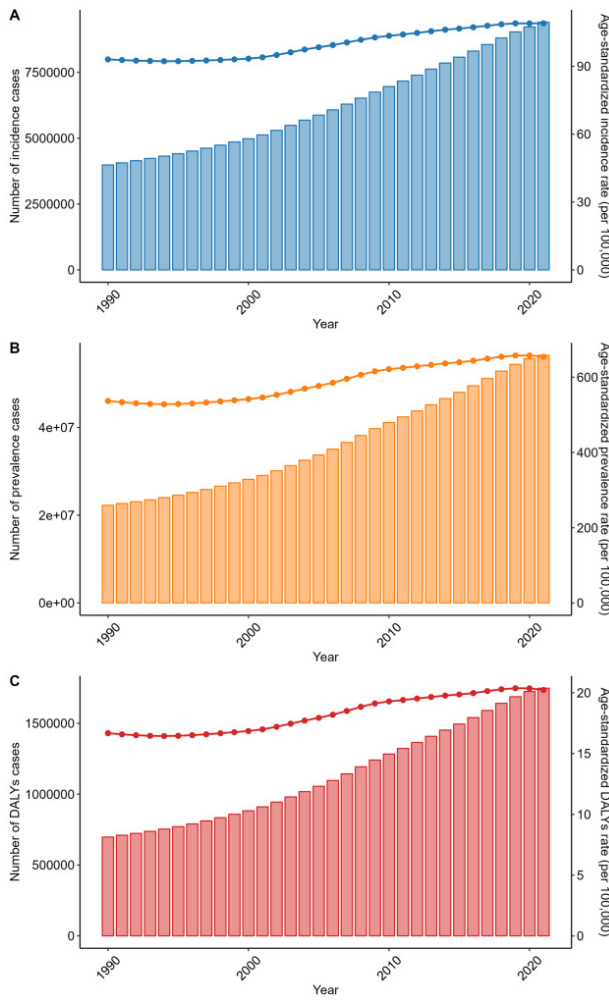 A
Number of incidence cases
7500000
5000000
2500000
0
90
60
30
0
Age-standardized incidence rate (per 100,000)
1990
2000
2010
2020
Year
B
Number of prevalence cases
4e+07
2e+07
0e+00
600
400
200
0
Age-standardized prevalence rate (per 100,000)
1990
2000
2010
2020
Year
C
Number of DALYs cases
1500000
1000000
500000
0
20
15
10
5
0
Age-standardized DALYs rate (per 100,000)
1990
2000
2010
2020
Year